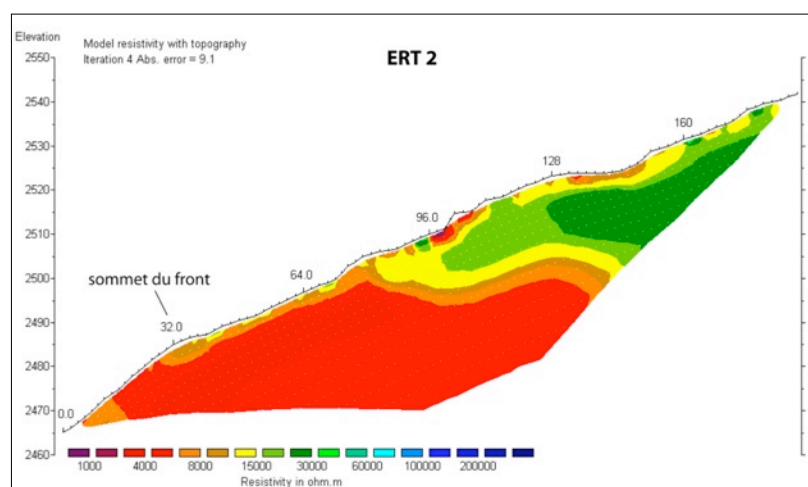 Elevation
Model resistivity with topography
Iteration 4 Abs. error = 9.1
ERT 2
2550
2540
2530
2520
2510
2500
2490
2480
2470
2460
160
128
96.0
64.0
sommet du front
32.0
0.0
1000 4000 8000 15000 30000 60000 100000 200000
Resistivity in ohm.m